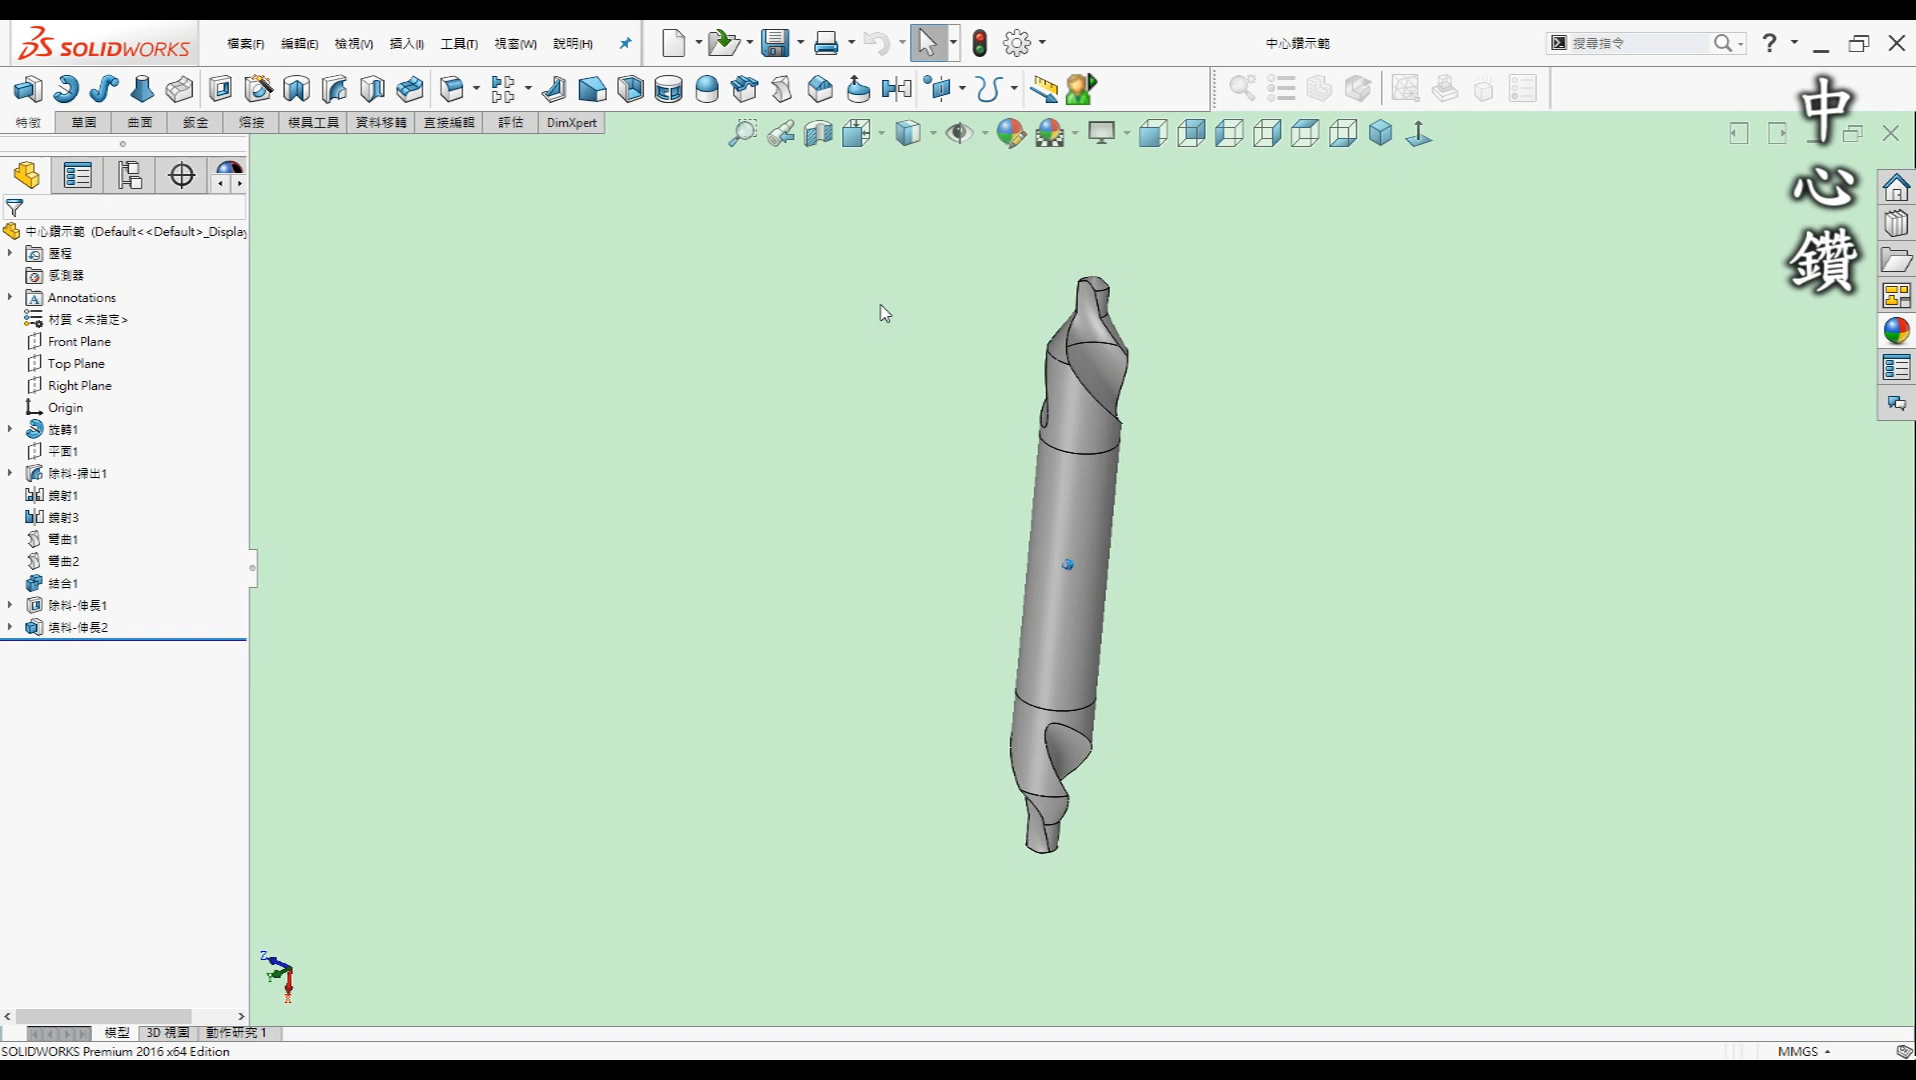 SOLIDWORKS
檔案(F) 編輯(E) 檢視(V) 插入(I) 工具(T) 視窗(W) 說明(H)
中心鑽示範
搜尋指令
?
特徵 草圖 曲面 鈑金 熔接 模具工具 資料移轉 直接編輯 評估 DimXpert
中心鑽
中心鑽示範 (Default<<Default>_Display
歷程
感測器
Annotations
材質 <未指定>
Front Plane
Top Plane
Right Plane
Origin
旋轉1
平面1
除料-掃出1
鏡射1
鏡射3
彎曲1
彎曲2
結合1
除料-伸長1
填料-伸長2
Z
Y
X
模型 3D 視圖 動作研究 1
SOLIDWORKS Premium 2016 x64 Edition
MMGS